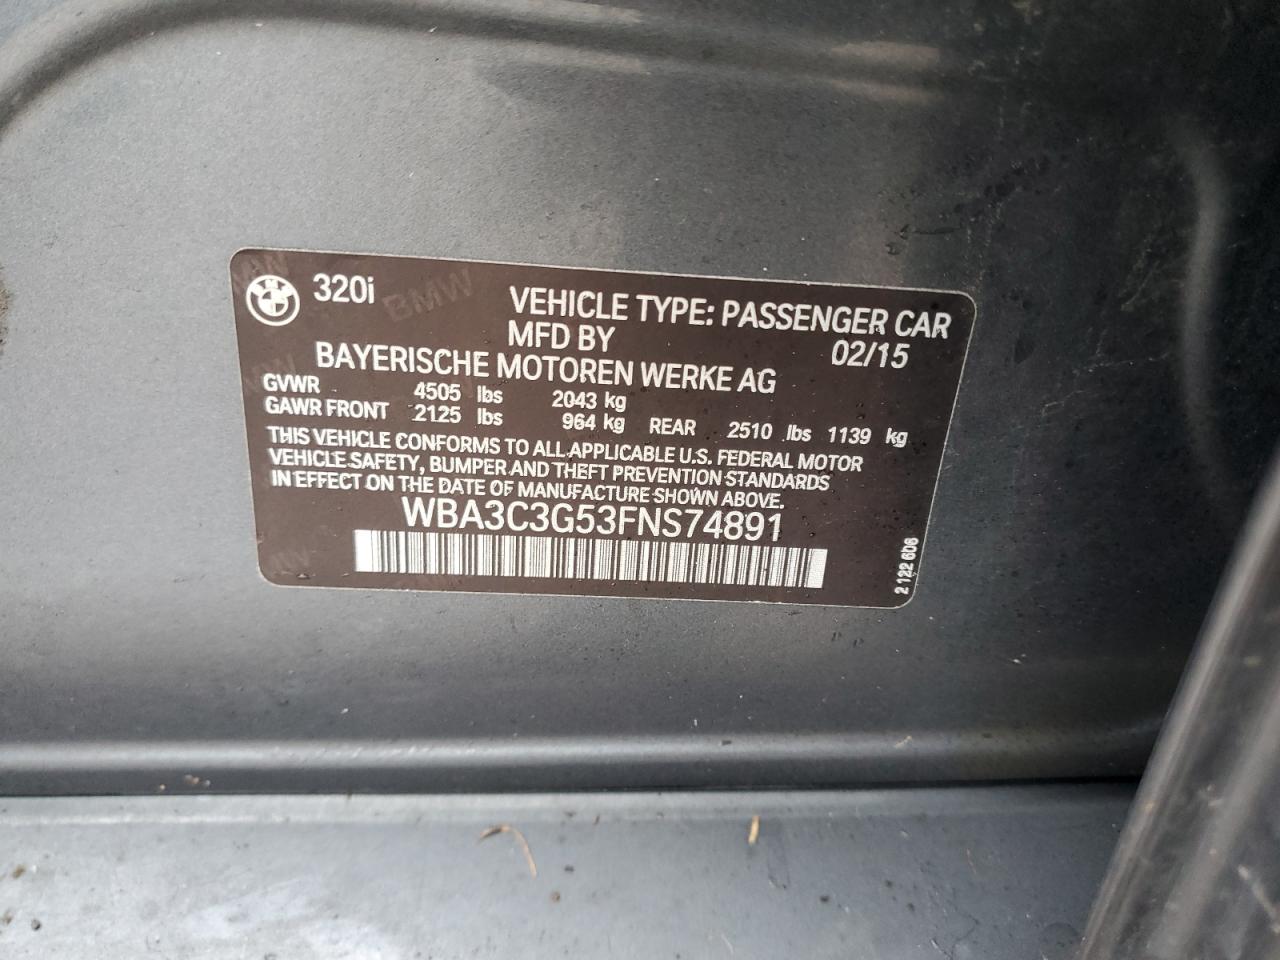 320i
BMW
VEHICLE TYPE: PASSENGER CAR
MFD BY 02/15
BAYERISCHE MOTOREN WERKE AG
GVWR 4505 lbs 2043 kg
GAWR FRONT 2125 lbs 964 kg REAR 2510 lbs 1139 kg
THIS VEHICLE CONFORMS TO ALL APPLICABLE U.S. FEDERAL MOTOR
VEHICLE SAFETY, BUMPER AND THEFT PREVENTION STANDARDS
IN EFFECT ON THE DATE OF MANUFACTURE SHOWN ABOVE.
WBA3C3G53FNS74891
2 122 606